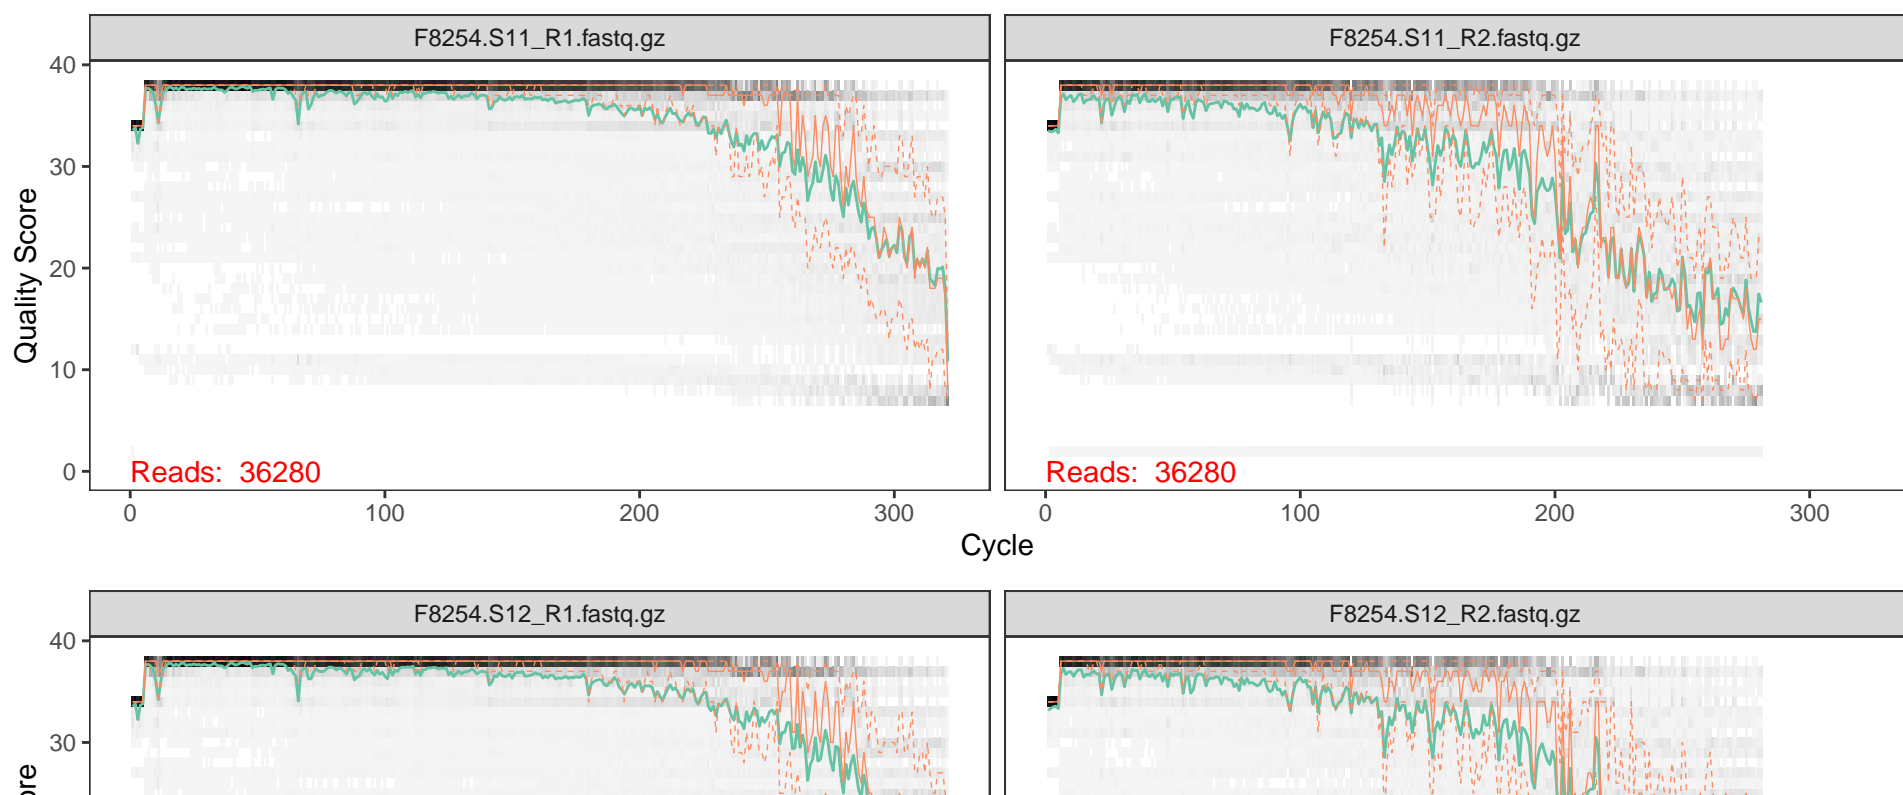 F8254.S11_R1.fastq.gz F8254.S11_R2.fastq.gz
40
30
20
10
0
Quality Score
Reads: 36280 Reads: 36280
0 100 200 300 0 100 200 300
Cycle
F8254.S12_R1.fastq.gz F8254.S12_R2.fastq.gz
40
30
ore